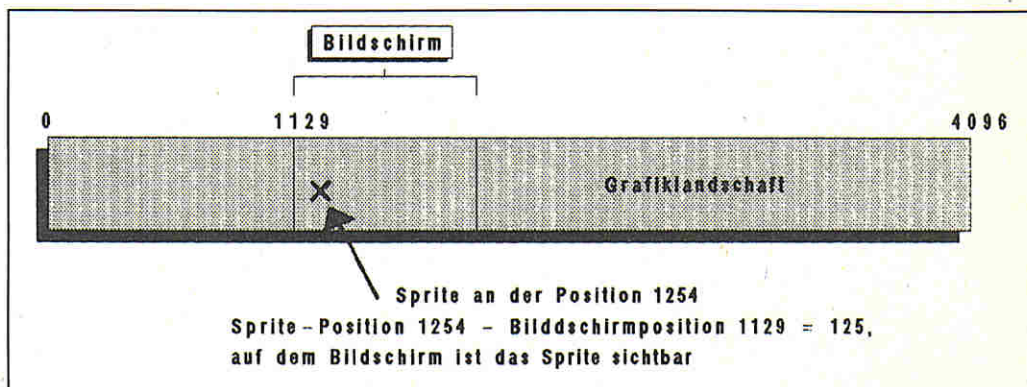 Bildschirm
0 1129 4096
Grafiklandschaft
Sprite an der Position 1254
Sprite-Position 1254 - Bilddschirmposition 1129 = 125,
auf dem Bildschirm ist das Sprite sichtbar